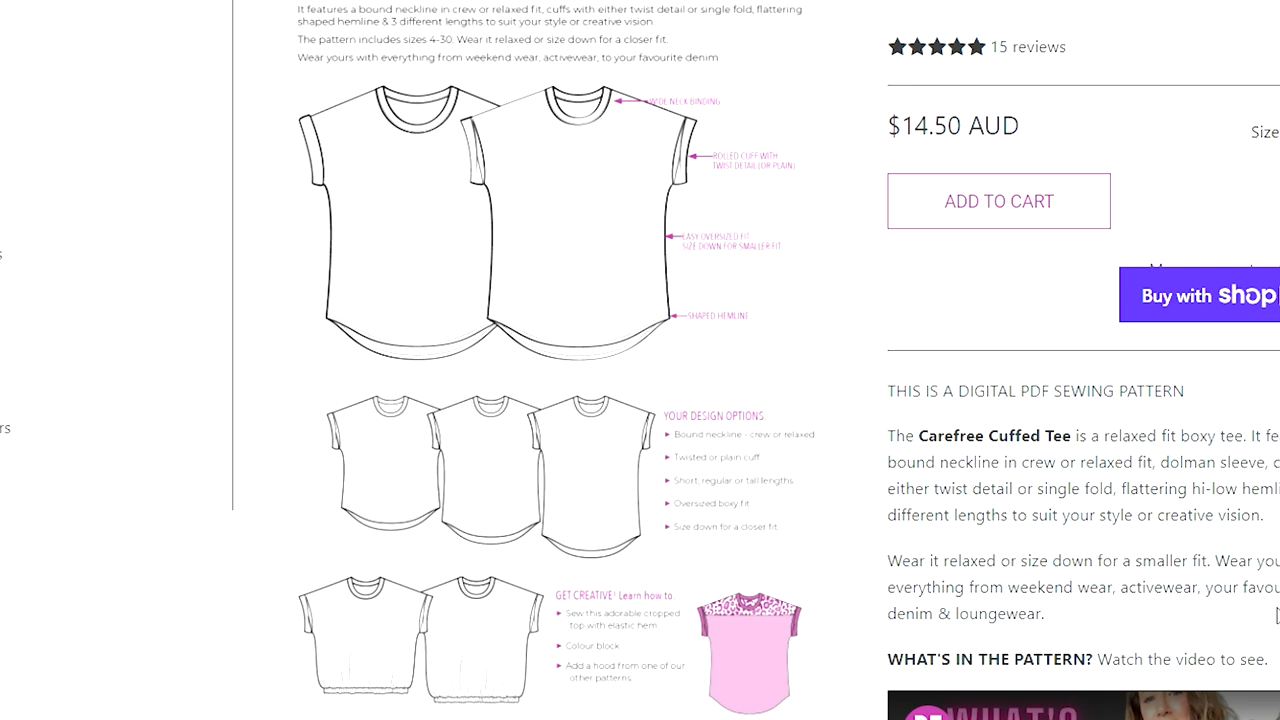 It features a bound neckline in crew or relaxed fit, cuffs with either twist detail or single fold, flattering
shaped hemline & 3 different lengths to suit your style or creative vision.
The pattern includes sizes 4-30. Wear it relaxed or size down for a closer fit.
Wear yours with everything from weekend wear, activewear, to your favourite denim.
WIDE NECK BINDING
ROLLED CUFF WITH
TWIST DETAIL (OR PLAIN)
EASY OVERSIZED FIT
SIZE DOWN FOR SMALLER FIT
SHAPED HEMLINE
YOUR DESIGN OPTIONS
Bound neckline - crew or relaxed
Twisted or plain cuff
Short, regular or tall lengths
Oversized boxy fit
Size down for a closer fit
GET CREATIVE! Learn how to
Sew this adorable cropped
top with elastic hem
Colour block
Add a hood from one of our
other patterns.
s
rs
15 reviews
$14.50 AUD
Size
ADD TO CART
Buy with shop
THIS IS A DIGITAL PDF SEWING PATTERN
The Carefree Cuffed Tee is a relaxed fit boxy tee. It fe
bound neckline in crew or relaxed fit, dolman sleeve, c
either twist detail or single fold, flattering hi-low hemli
different lengths to suit your style or creative vision.
Wear it relaxed or size down for a smaller fit. Wear you
everything from weekend wear, activewear, your favou
denim & loungewear.
WHAT'S IN THE PATTERN? Watch the video to see.